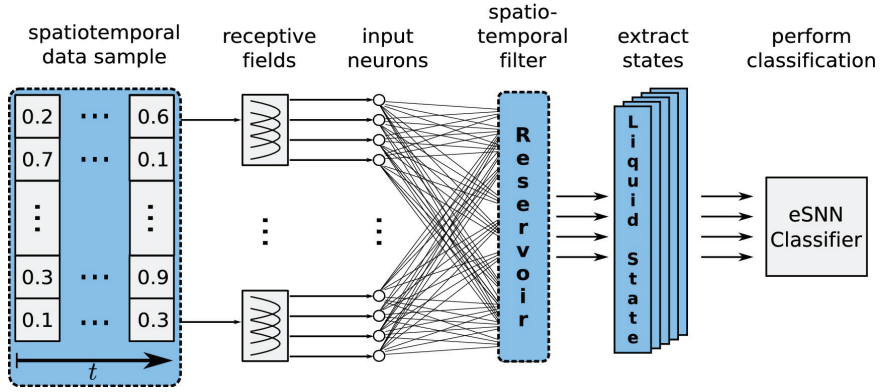 spatiotemporal
data sample
receptive
fields
input
neurons
spatio-
temporal
filter
extract
states
perform
classification
0.2 ... 0.6
0.7 ... 0.1
... ...
0.3 ... 0.9
0.1 ... 0.3
t
...
...
Reservoir
Liquid State
eSNN
Classifier